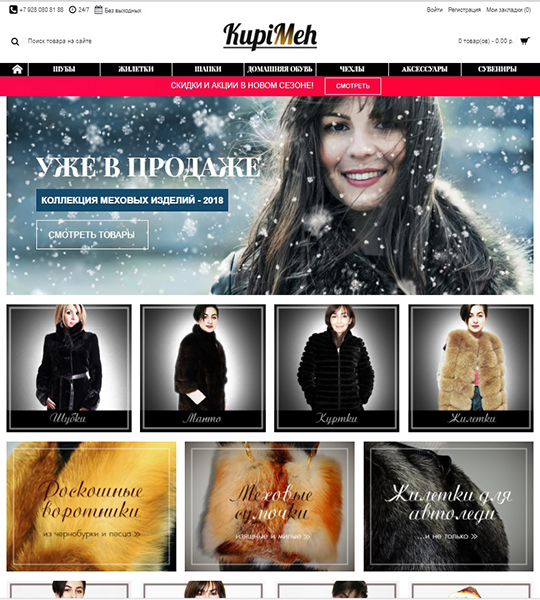 +7 928 080 81 88 24/7 Без выходных Войти Регистрация Мои закладки (0)
Поиск товара на сайте KupiMeh 0 товар(ов) - 0.00 р.
ШУБЫ ЖИЛЕТКИ ШАПКИ ДОМАШНЯЯ ОБУВЬ ЧЕХЛЫ АКСЕССУАРЫ СУВЕНИРЫ
СКИДКИ И АКЦИИ В НОВОМ СЕЗОНЕ! СМОТРЕТЬ
УЖЕ В ПРОДАЖЕ
КОЛЛЕКЦИЯ МЕХОВЫХ ИЗДЕЛИЙ - 2018
СМОТРЕТЬ ТОВАРЫ
Шубки Манто Куртки Жилетки
Роскошные
воротники
из чернобурки и песца »
Меховые
сумочки
изящные и милые »
Жилетки для
автоледи
...и не только »